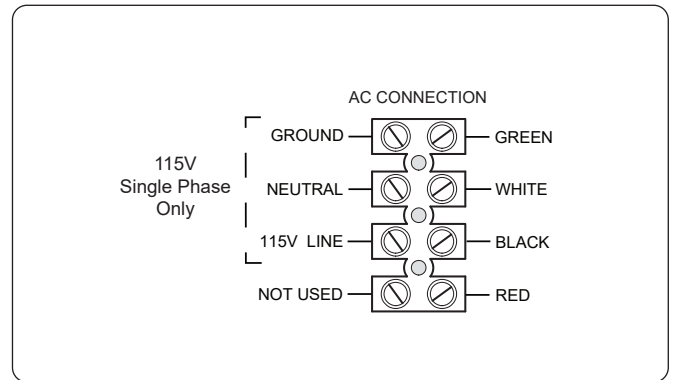 AC CONNECTION
GROUND GREEN
115V
Single Phase
Only
NEUTRAL WHITE
115V LINE BLACK
NOT USED RED